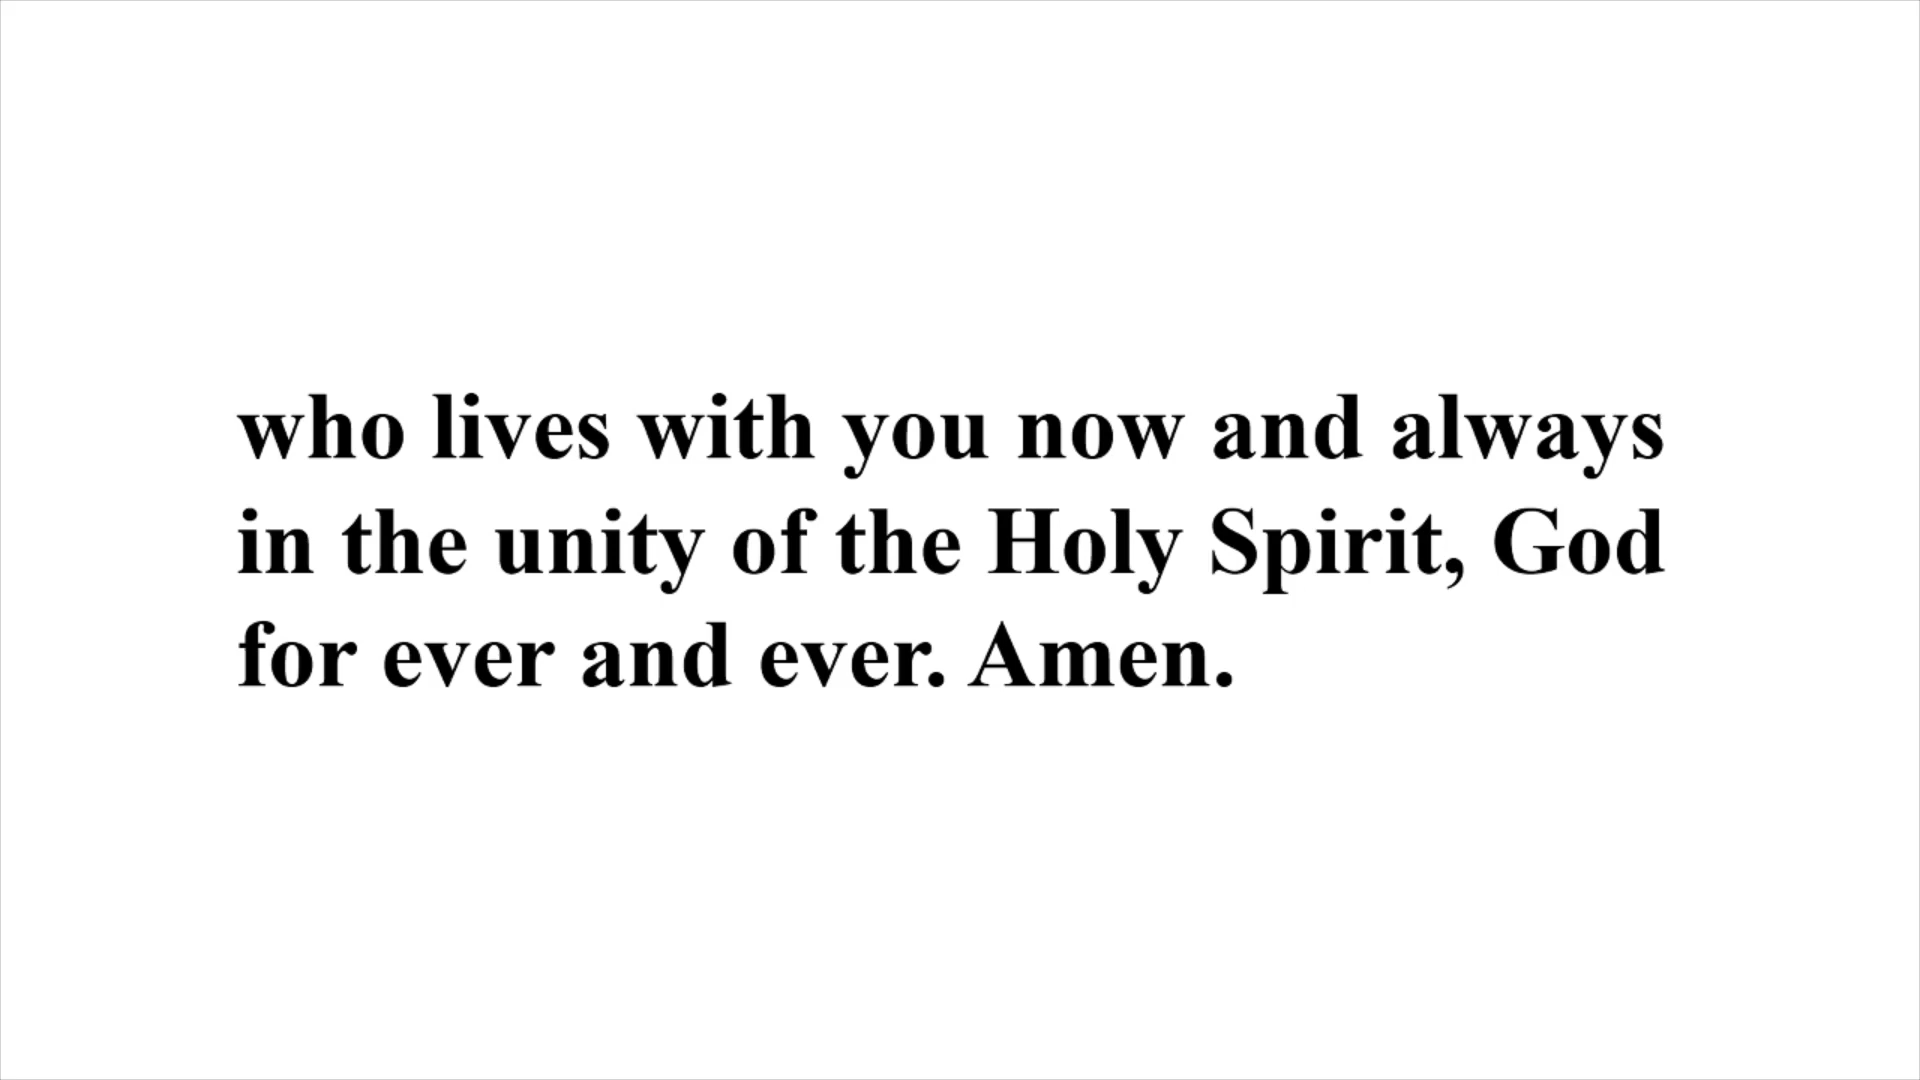 who lives with you now and always
in the unity of the Holy Spirit, God
for ever and ever. Amen.